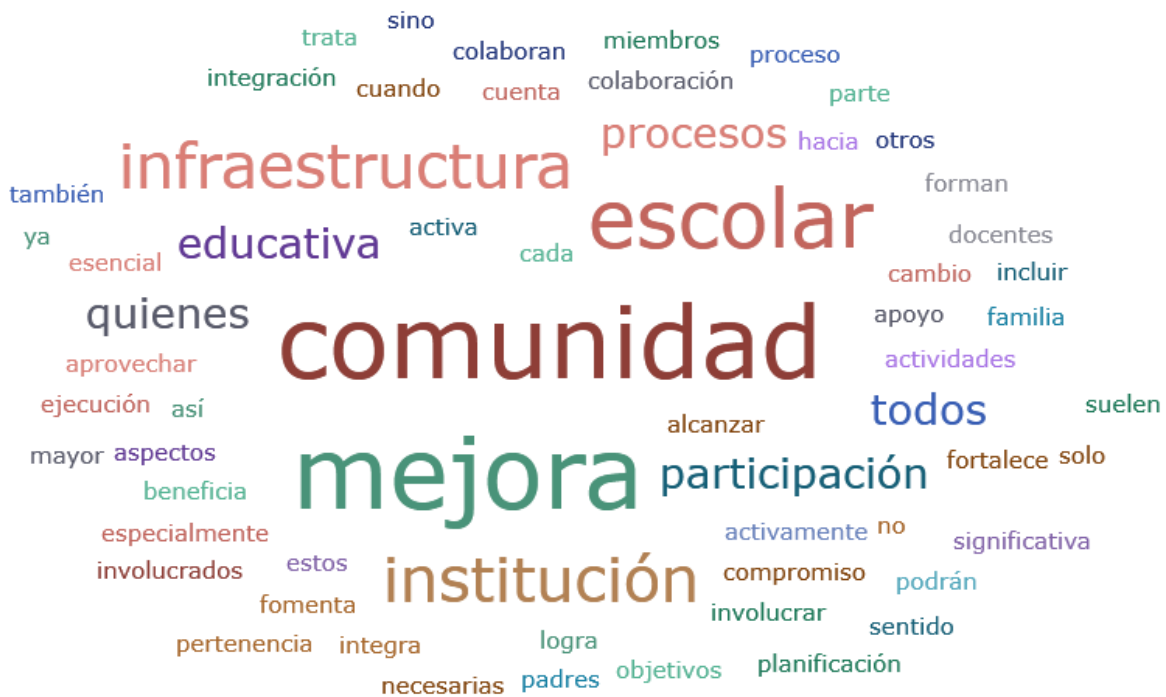 sino
trata
colaboran
miembros
proceso
integración
cuando
cuenta
colaboración
parte
infraestructura
procesos
hacia
otros
también
escolar
forman
ya
educativa
activa
docentes
esencial
cada
cambio
incluir
quienes
comunidad
apoyo
familia
aprovechar
actividades
ejecución
así
todos
suelen
alcanzar
mayor
aspectos
mejora
participación
fortalece
solo
beneficia
especialmente
activamente
no
significativa
involucrados
estos
institución
compromiso
podrán
fomenta
involucrar
sentido
pertenencia
integra
logra
objetivos
planificación
necesarias
padres